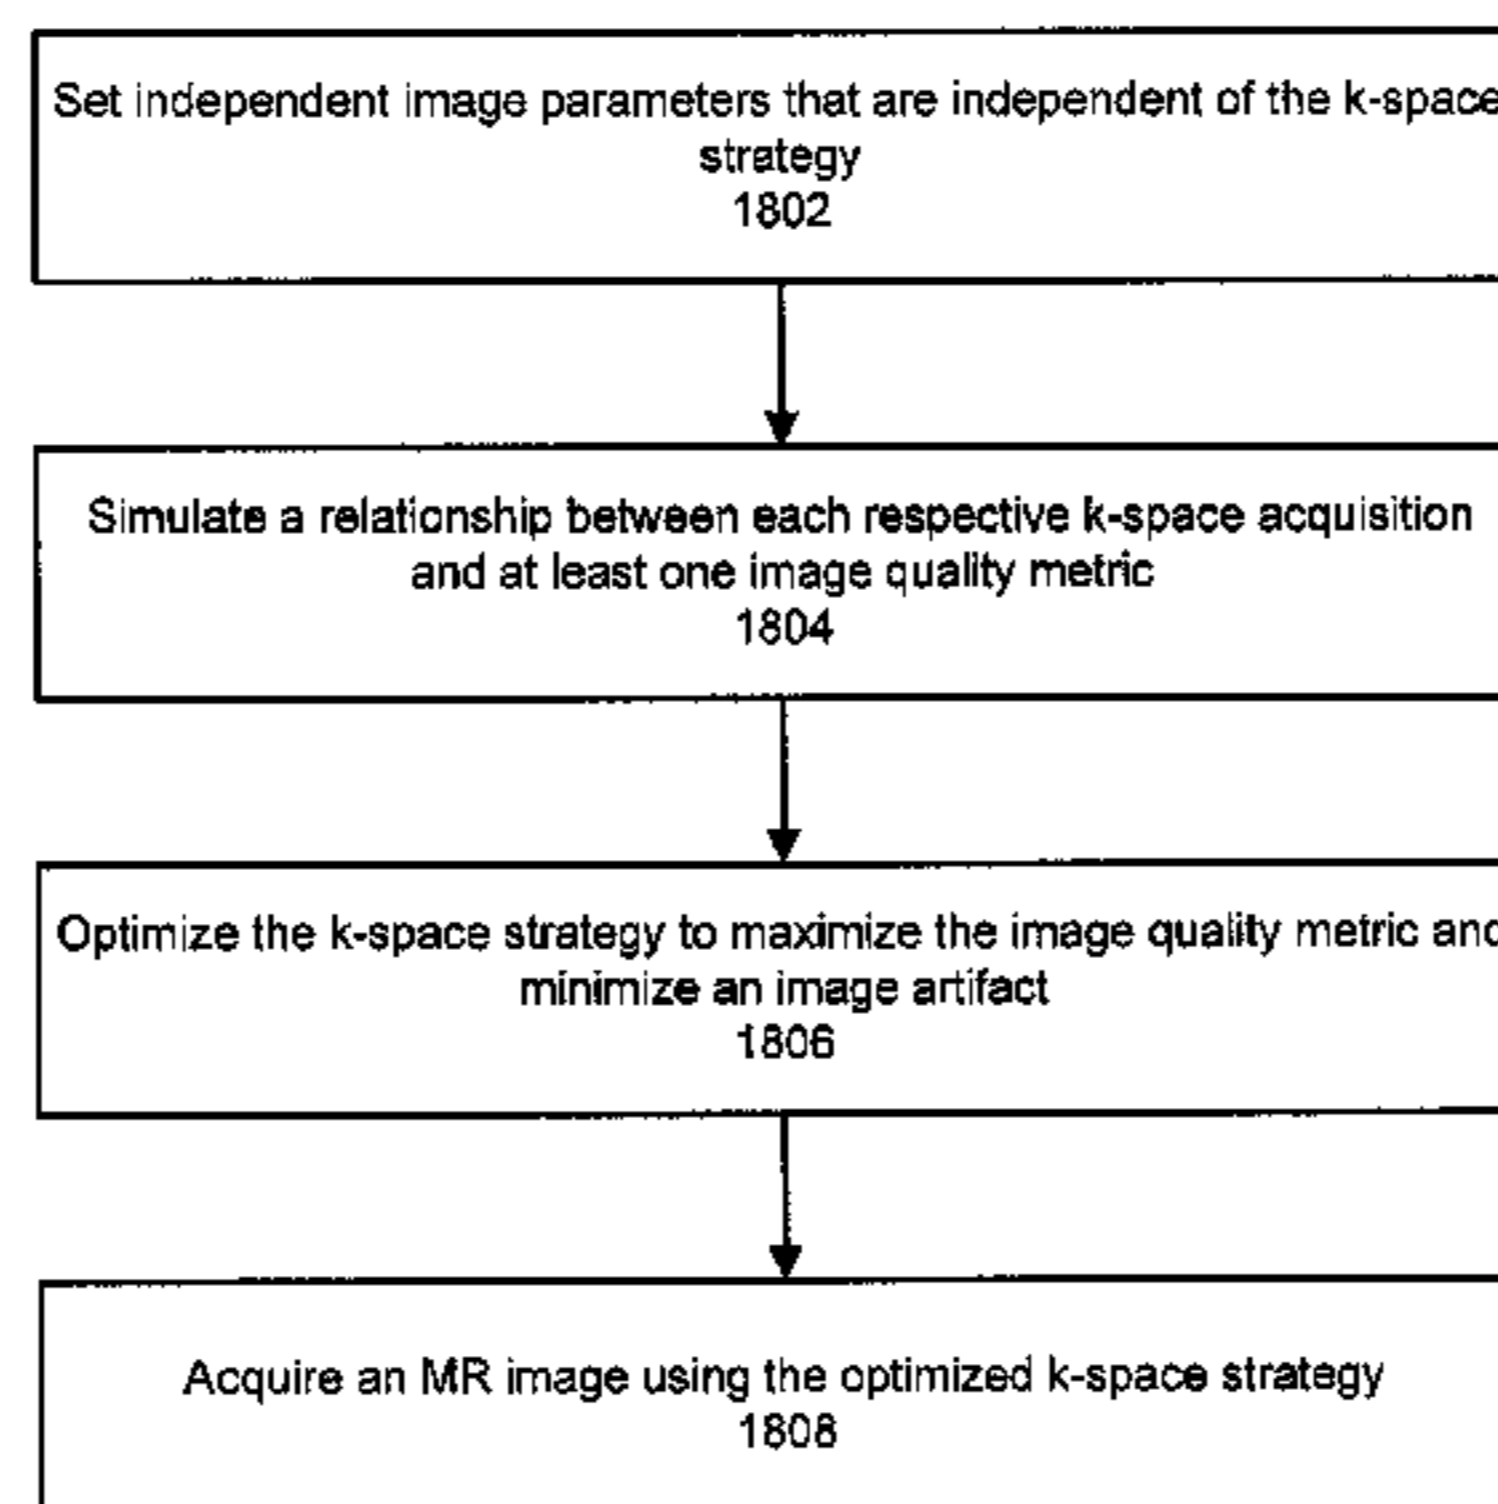 Set independent image parameters that are independent of the k-space
strategy
1802
Simulate a relationship between each respective k-space acquisition
and at least one image quality metric
1804
Optimize the k-space strategy to maximize the image quality metric and
minimize an image artifact
1806
Acquire an MR image using the optimized k-space strategy
1808